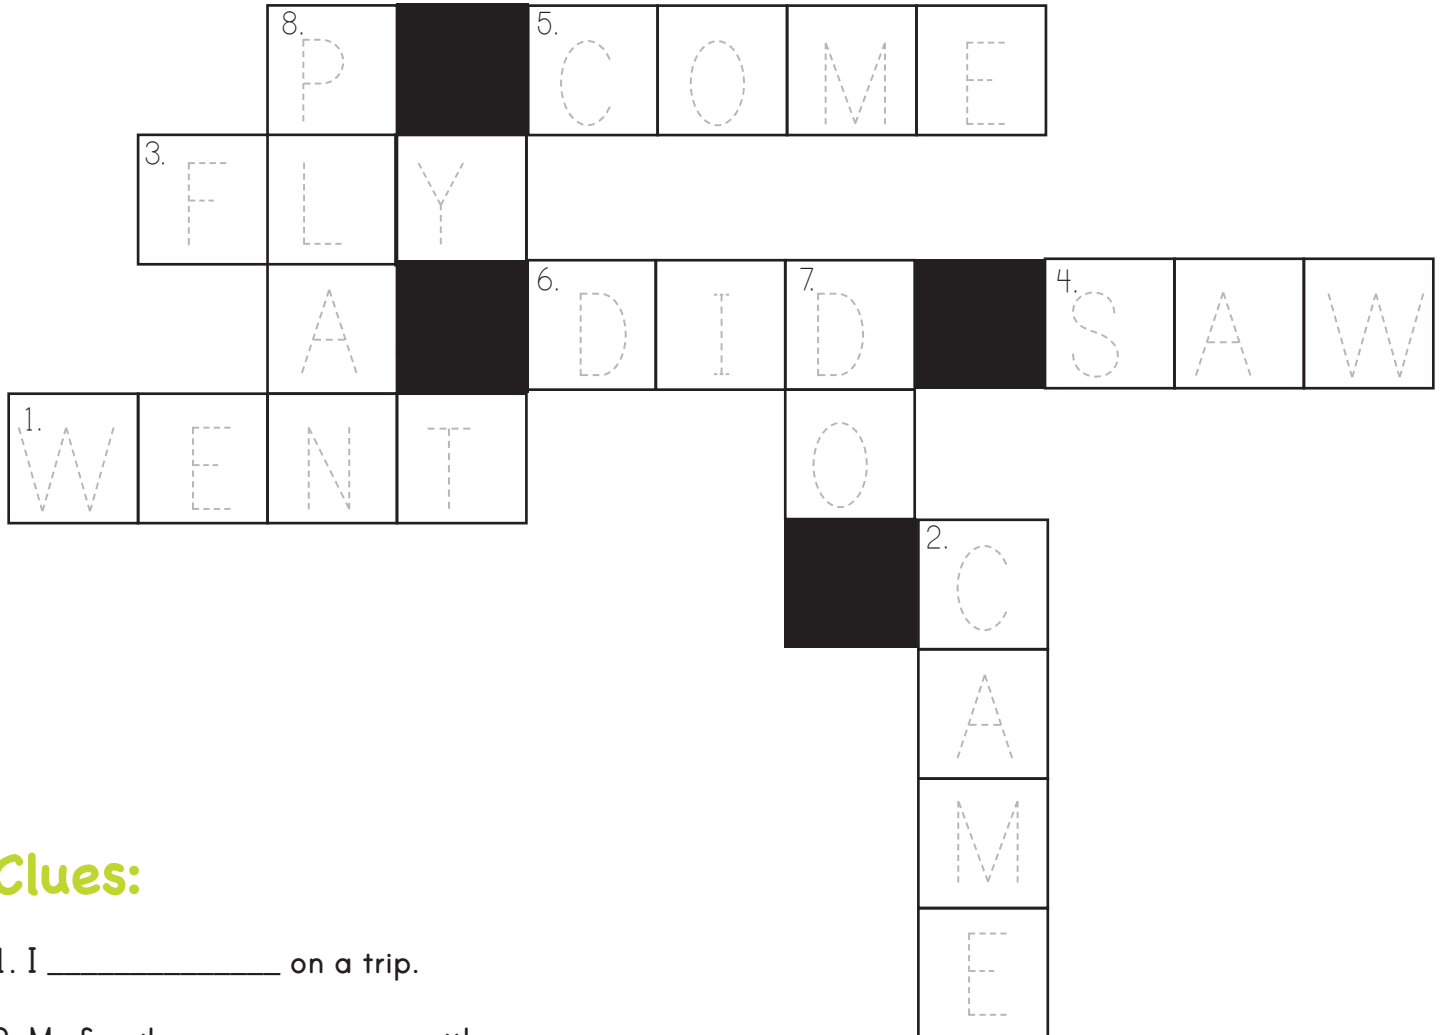 8. P 5. C O M E
3. F L Y
A 6. D I 7. D 4. S A W
1. W E N T O
2. C
A
M
E
Clues:
1. I ______________ on a trip.